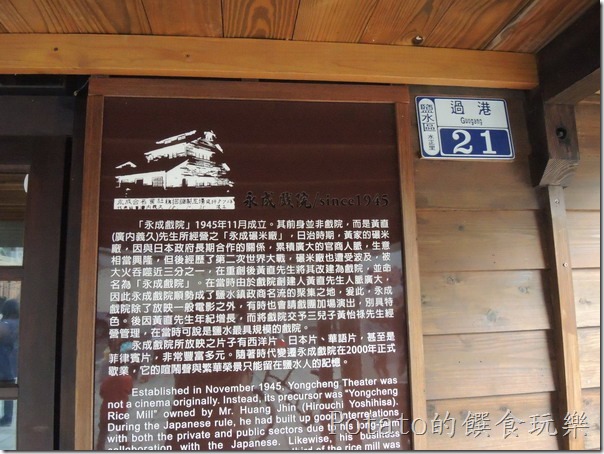 永成戲院/since1945
「永成戲院」1945年11月成立。其前身並非戲院，而是黃直
(廣內義久)先生所經營之「永成碾米廠」，日治時期，黃家的碾米
廠，因與日本政府長期合作的關係，累積廣大的官商人脈，生意
相當興隆，但後經歷了第二次世界大戰，碾米廠也遭受波及，被
大火吞噬近三分之一，在重創後黃直先生將其改建為戲院，並命
名為「永成戲院」。在當時由於戲院創建人黃直先生人脈廣大，
因此永成戲院順勢成了鹽水鎮政商名流的聚集之地，爰此，永成
戲院除了放映一般電影之外，有時也會請戲團加場演出，別具特
色。後因黃直先生年紀增長，而將戲院交予三兒子黃怡祿先生經
營管理，在當時可說是鹽水最具規模的戲院。
永成戲院所放映之片子有西洋片、日本片、華語片，甚至是
菲律賓片，非常豐富多元。隨著時代變遷永成戲院在2000年正式
歇業，它的喧鬧聲與繁華榮景只能留在鹽水人的記憶。
Established in November 1945, Yongcheng Theater was
not a cinema originally. Instead, its precursor was "Yongcheng
Rice Mill" owned by Mr. Huang Jhin (Hirouchi Yoshihisa).
During the Japanese rule, he had built up good interrelations
with both the private and public sectors due to his
collaboration with the Japanese. Likewise, his business
third of the rice mill was
鹽水區
過港
Guogang
21
Potato的饌食玩樂